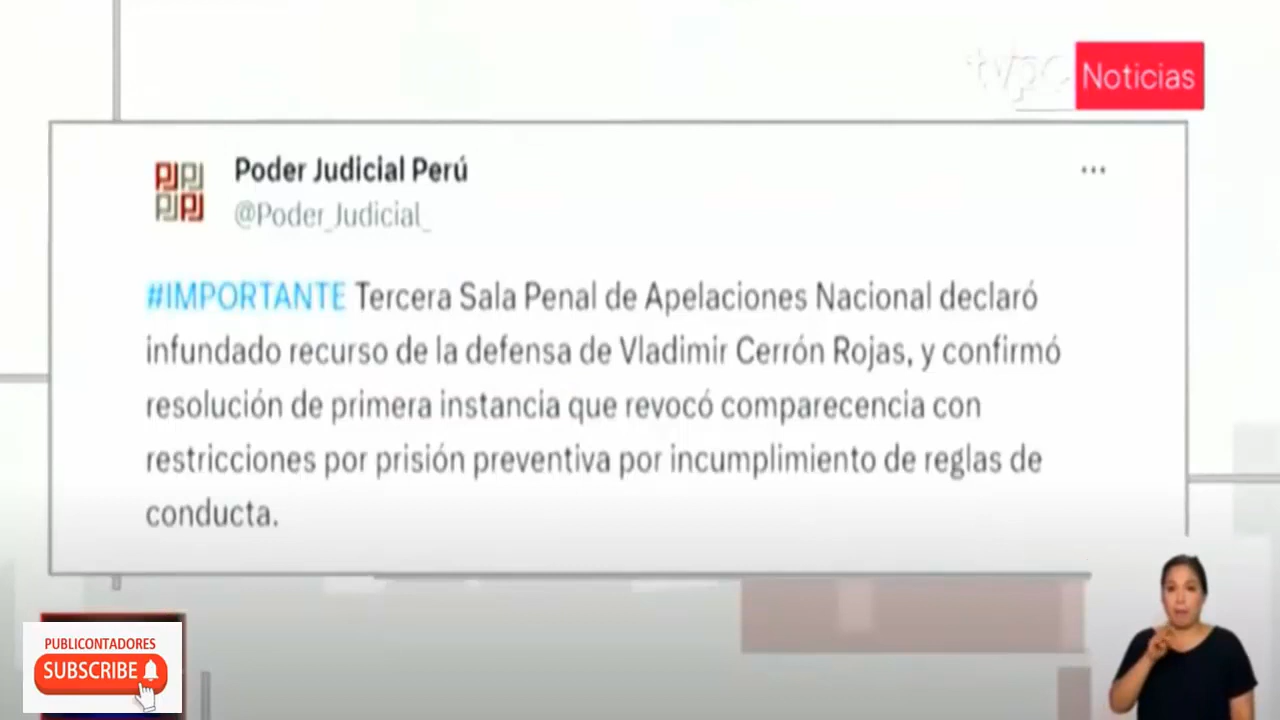 tvpe Noticias
Poder Judicial Perú
@Poder_Judicial_
#IMPORTANTE Tercera Sala Penal de Apelaciones Nacional declaró
infundado recurso de la defensa de Vladimir Cerrón Rojas, y confirmó
resolución de primera instancia que revocó comparecencia con
restricciones por prisión preventiva por incumplimiento de reglas de
conducta.
PUBLICONTADORES
SUBSCRIBE